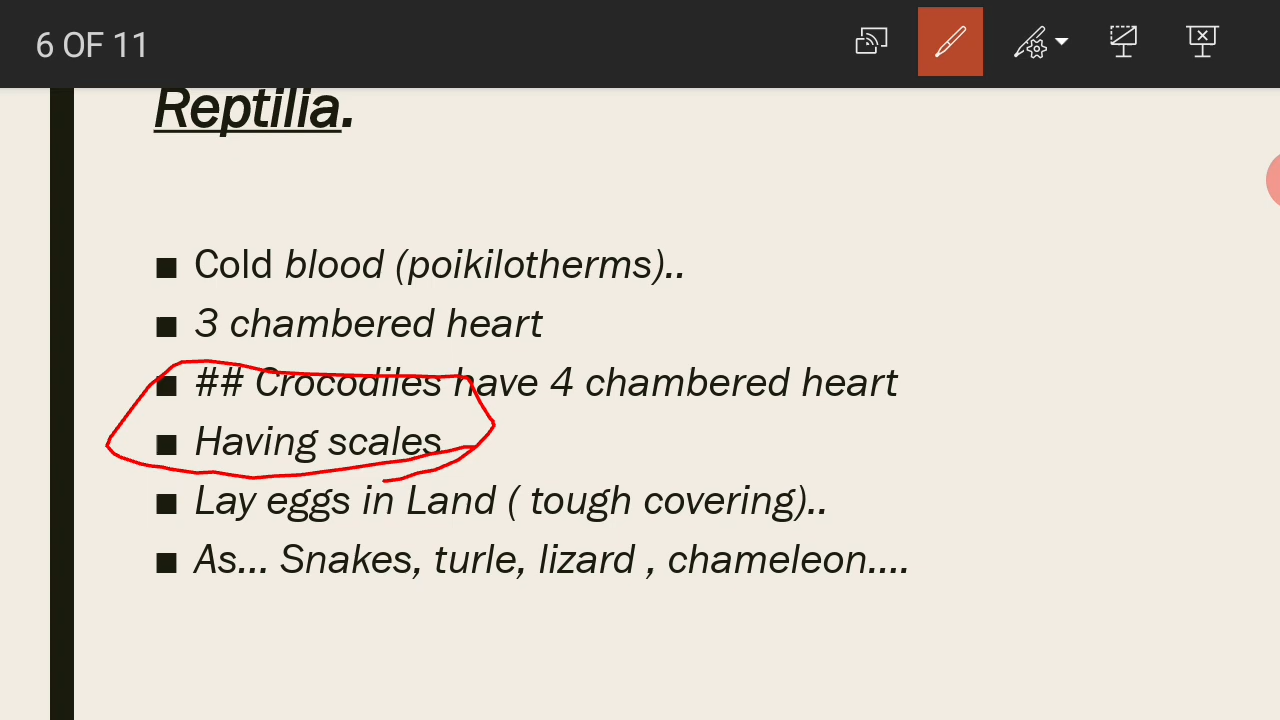 6 OF 11
Reptilia.
■ Cold blood (poikilotherms)..
■ 3 chambered heart
■ ## Crocodiles have 4 chambered heart
■ Having scales
■ Lay eggs in Land ( tough covering)..
■ As... Snakes, turle, lizard , chameleon....